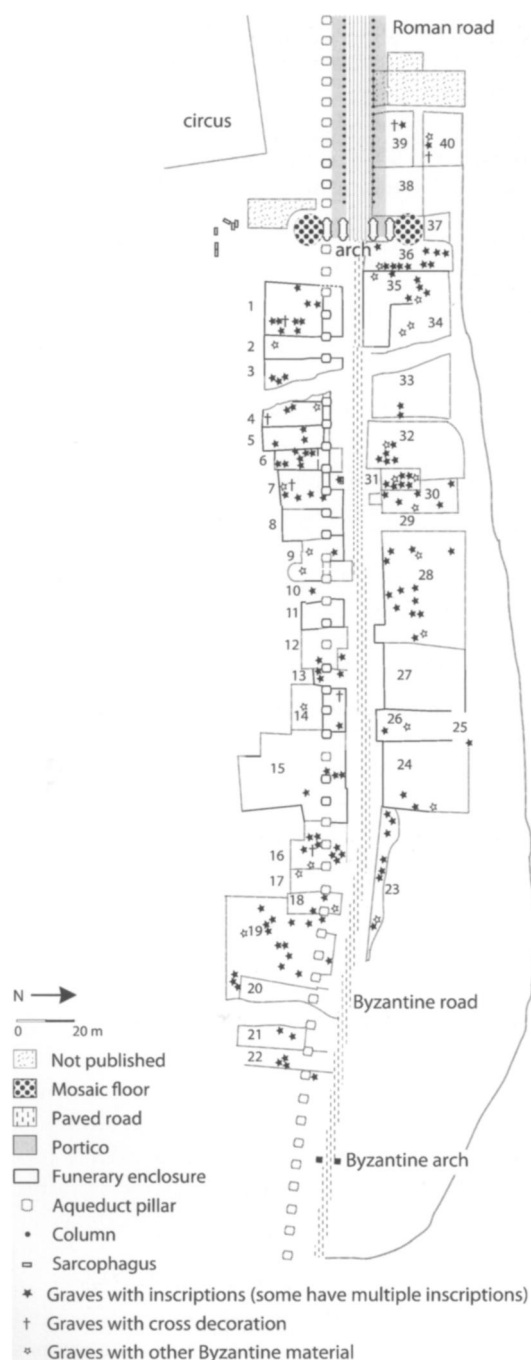 Roman road
circus
39
40
38
37
arch
36
35
1
34
2
3
33
4
5
32
6
31
7
30
8
29
9
28
10
11
12
13
27
14
26
25
15
24
16
23
17
18
19
20
Byzantine road
N
0 20 m
21
22
Not published
Mosaic floor
Paved road
Portico
Byzantine arch
Funerary enclosure
Aqueduct pillar
Column
Sarcophagus
Graves with inscriptions (some have multiple inscriptions)
Graves with cross decoration
Graves with other Byzantine material